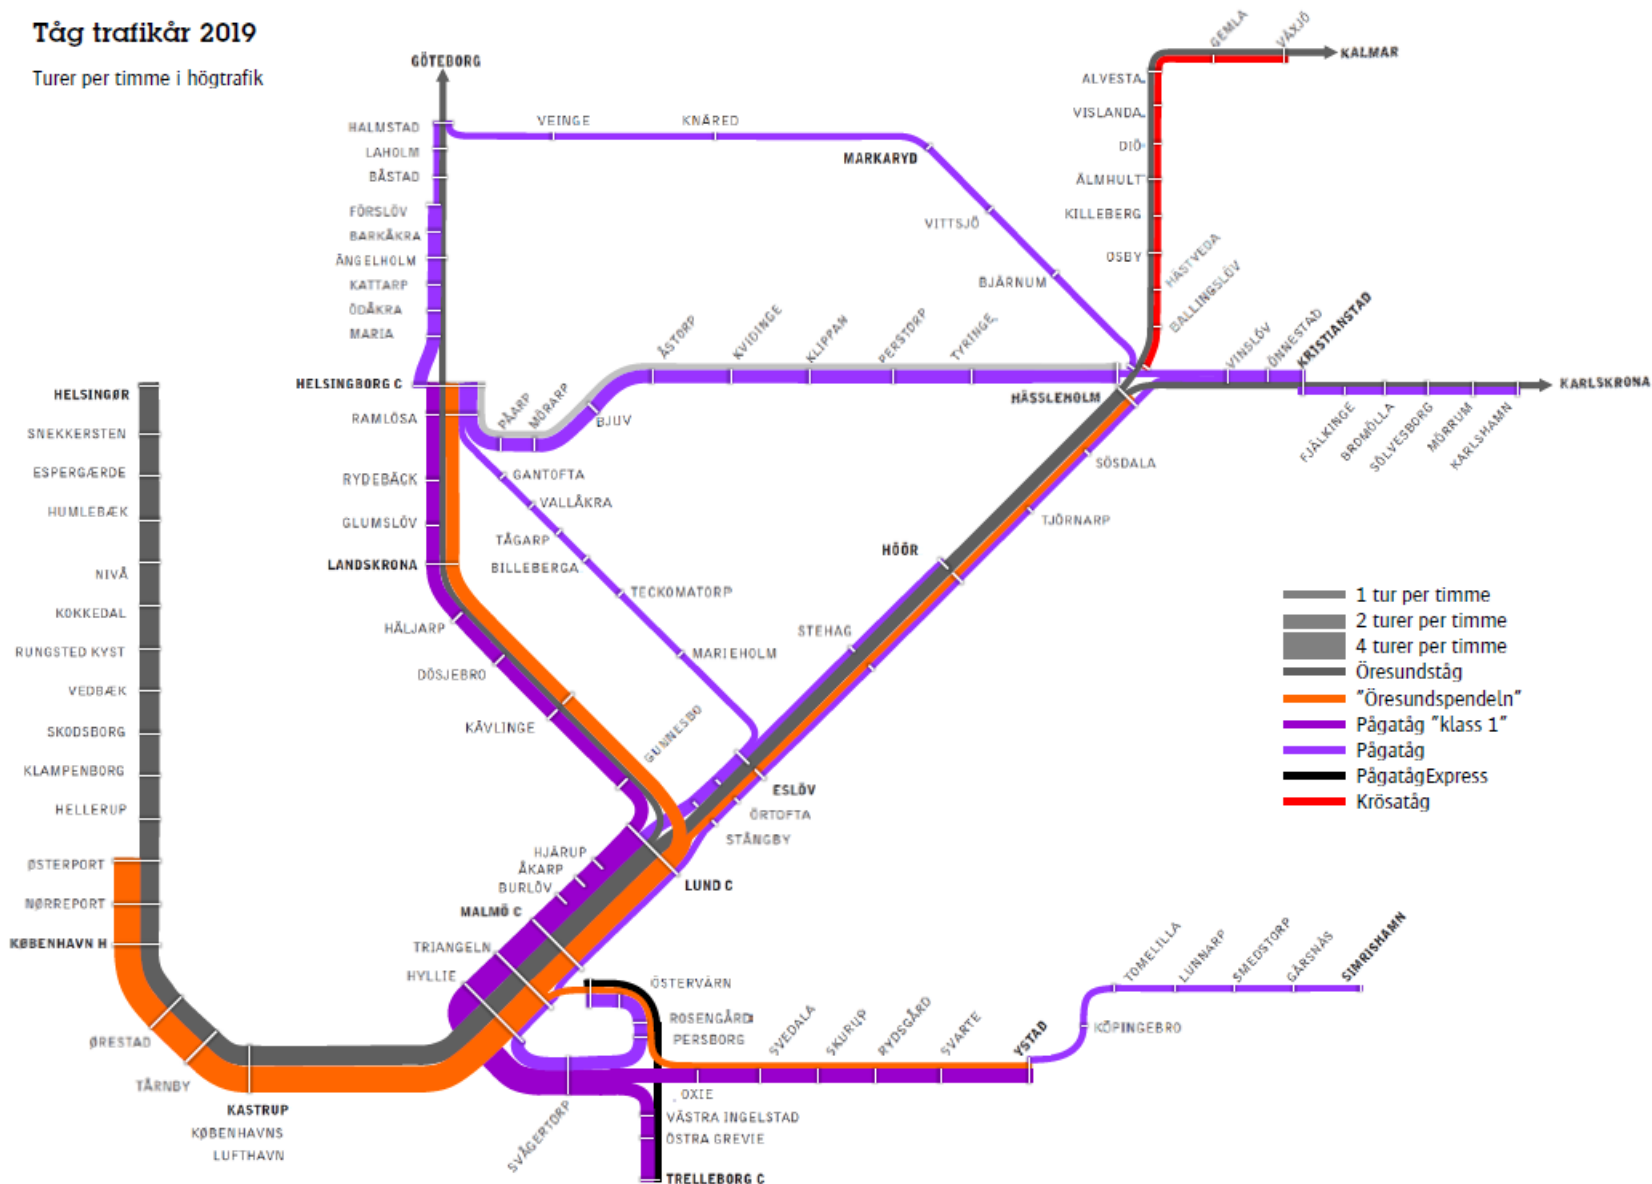 Tåg trafikår 2019
Turer per timme i högtrafik
GÖTEBORG
HALMSTAD
LAHOLM
BÅSTAD
FÖRSLÖV
BARKÅKRA
ÄNGELHOLM
KATTARP
ÖDÅKRA
MARIA
HELSINGBORG C
RAMLÖSA
RYDEBÄCK
GLUMSLÖV
LANDSKRONA
HÄLJARP
DÖSJEBRO
KÄVLINGE
GUNNESBO
VEINGE
KNÄRED
MARKARYD
VITTSJÖ
BJÄRNUM
GEMLA
VÄXJÖ
KALMAR
ALVESTA
VISLANDA
DIÖ
ÄLMHULT
KILLEBERG
OSBY
HÄSTVEDA
BALLINGSLÖV
PÅARP
MÖRARP
BJUV
ÅSTORP
KVIDINGE
KLIPPAN
PERSTORP
TYRINGE
HÄSSLEHOLM
VINSLÖV
ÖNNESTAD
KRISTIANSTAD
KARLSKRONA
FJÄLKINGE
BROMÖLLA
SÖLVESBORG
MÖRRUM
KARLSHAMN
GANTOFTA
VALLÅKRA
TÅGARP
BILLEBERGA
TECKOMATORP
MARIEHOLM
SÖSDALA
TJÖRNARP
HÖÖR
STEHAG
ESLÖV
ÖRTOFTA
STÅNGBY
LUND C
HJÄRUP
ÅKARP
BURLÖV
MALMÖ C
TRIANGELN
HYLLIE
HELSINGØR
SNEKKERSTEN
ESPERGÆRDE
HUMLEBÆK
NIVÅ
KOKKEDAL
RUNGSTED KYST
VEDBÆK
SKODSBORG
KLAMPENBORG
HELLERUP
ØSTERPORT
NØRREPORT
KØBENHAVN H
ØRESTAD
TÅRNBY
KASTRUP
KØBENHAVNS
LUFTHAVN
SVÅGERTORP
ÖSTERVÄRN
ROSENGÅRD
PERSBORG
OXIE
VÄSTRA INGELSTAD
ÖSTRA GREVIE
TRELLEBORG C
SVEDALA
SKURUP
RYDSGÅRD
SVARTE
YSTAD
KÖPINGEBRO
TOMELILLA
LUNNARP
SMEDSTORP
GÄRSNÄS
SIMRISHAMN
1 tur per timme
2 turer per timme
4 turer per timme
Öresundståg
"Öresundspendeln"
Pågatåg "klass 1"
Pågatåg
PågatågExpress
Krösatåg